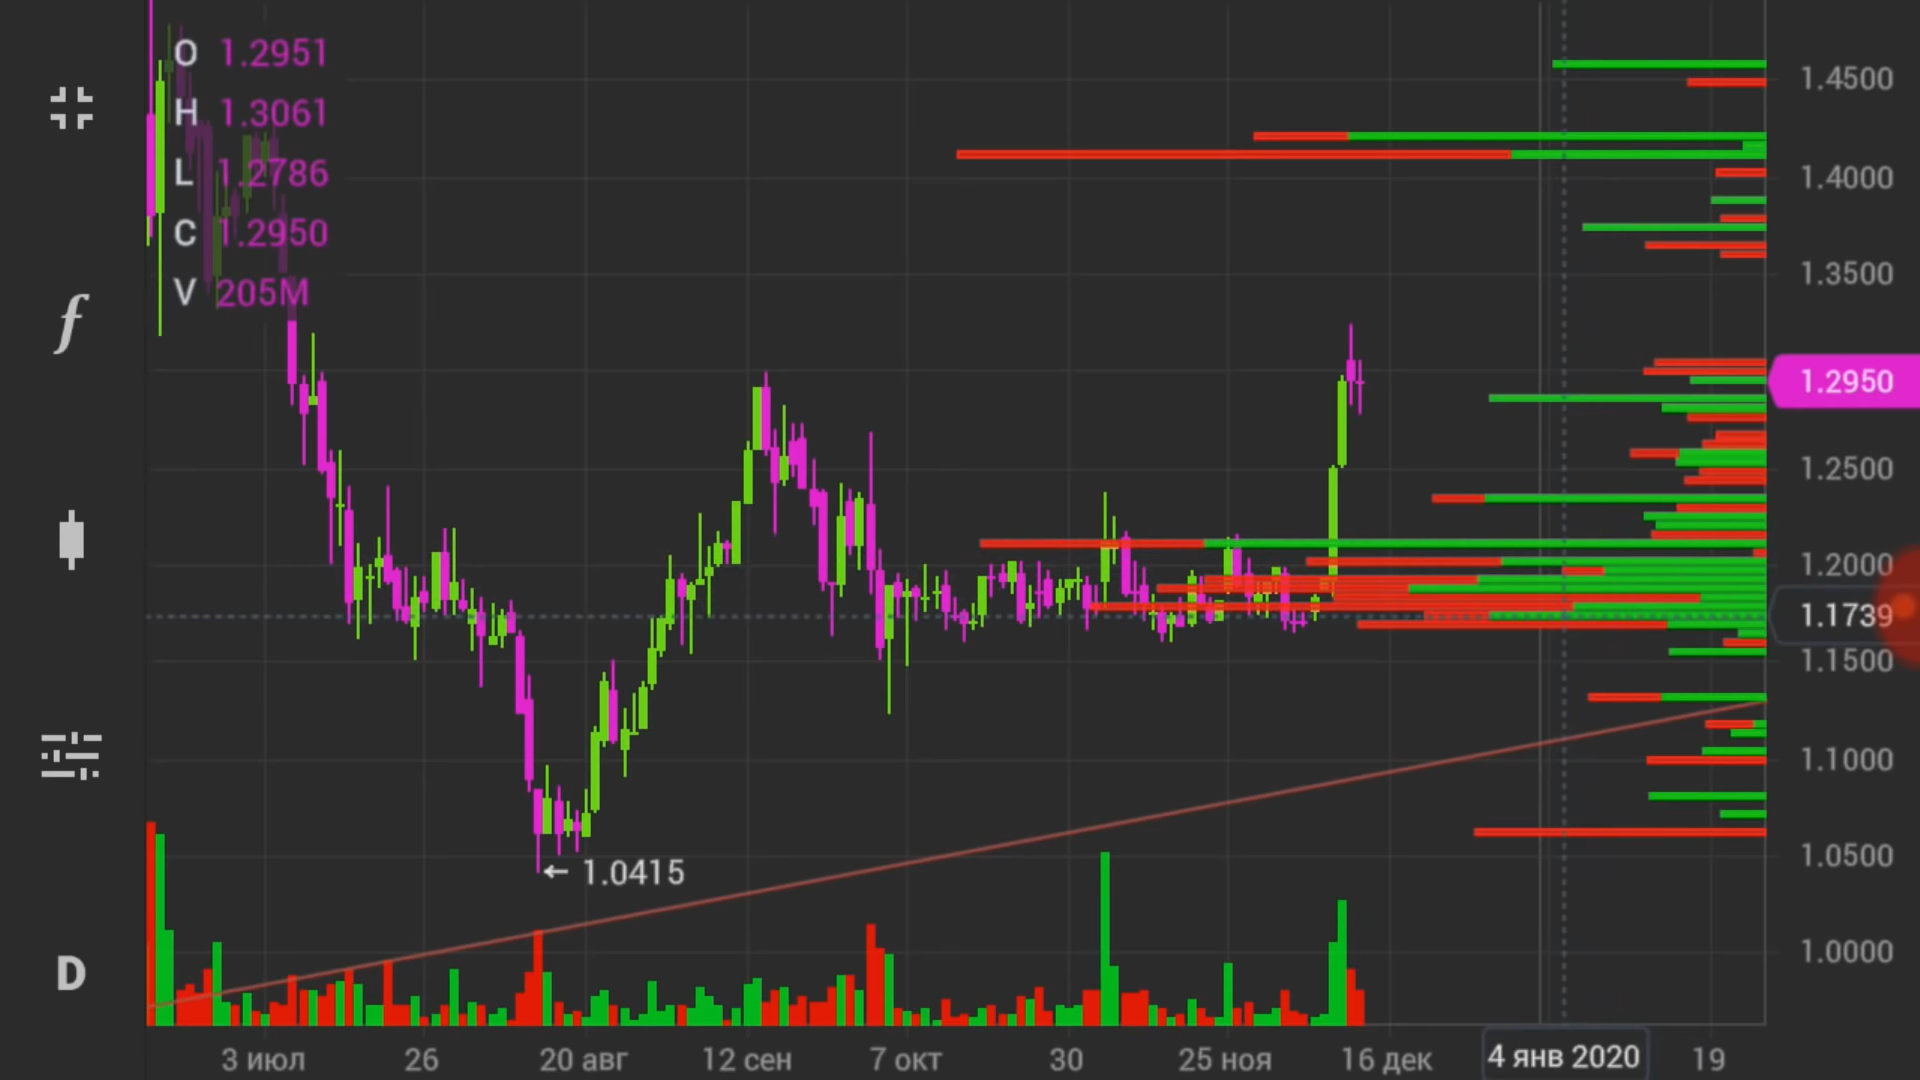 O 1.2951
H 1.3061
L 1.2786
C 1.2950
V 205M
f
D
1.4500
1.4000
1.3500
1.2950
1.2500
1.2000
1.1739
1.1500
1.1000
1.0500
1.0000
← 1.0415
3 июл 26 20 авг 12 сен 7 окт 30 25 ноя 16 дек 4 янв 2020 19